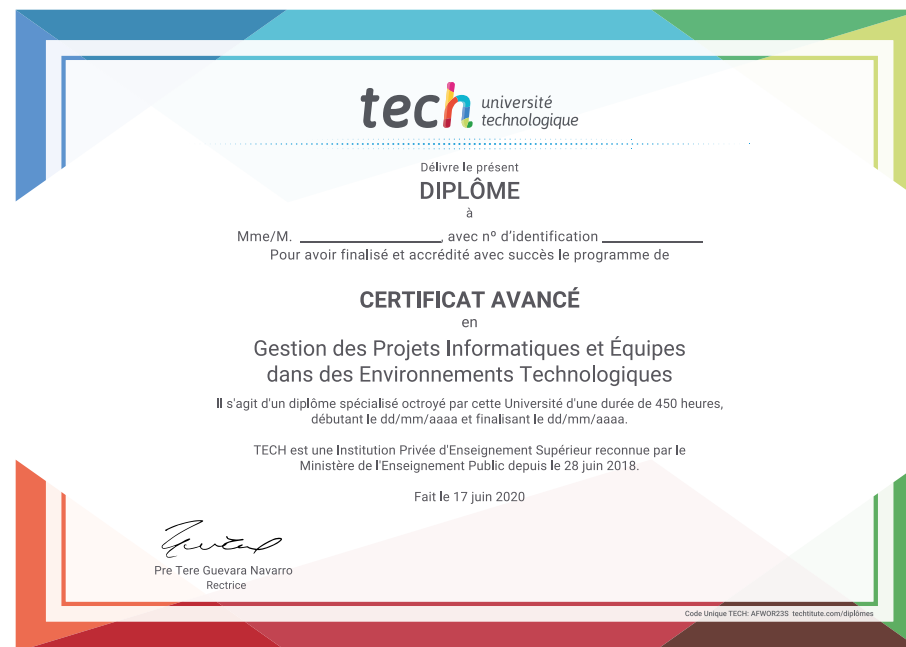 tech université
technologique
Délivre le présent
DIPLÔME
à
Mme/M. ____________________, avec nº d'identification ______________
Pour avoir finalisé et accrédité avec succès le programme de
CERTIFICAT AVANCÉ
en
Gestion des Projets Informatiques et Équipes
dans des Environnements Technologiques
Il s'agit d'un diplôme spécialisé octroyé par cette Université d'une durée de 450 heures,
débutant le dd/mm/aaaa et finalisant le dd/mm/aaaa.
TECH est une Institution Privée d'Enseignement Supérieur reconnue par le
Ministère de l'Enseignement Public depuis le 28 juin 2018.
Fait le 17 juin 2020
Pre Tere Guevara Navarro
Rectrice
Code Unique TECH: AFWOR23S techtitute.com/diplômes